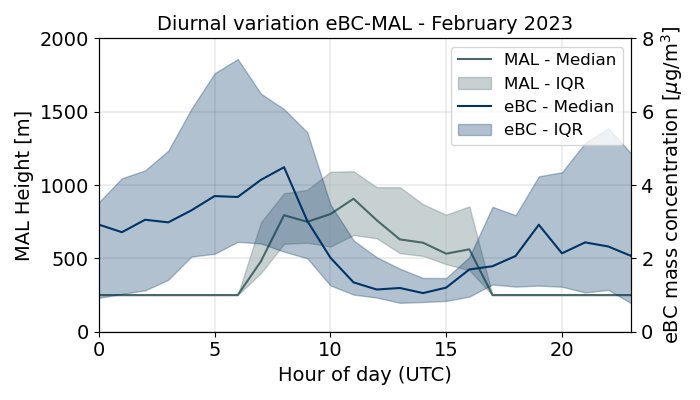 Diurnal variation eBC-MAL - February 2023
MAL Height [m]
2000
1500
1000
500
0
MAL - Median
MAL - IQR
eBC - Median
eBC - IQR
8
6
4
2
0
eBC mass concentration [μg/m³]
0 5 10 15 20
Hour of day (UTC)